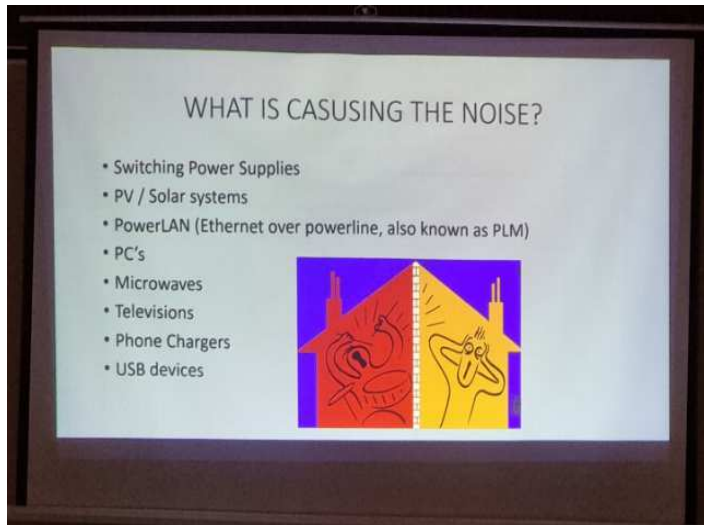 WHAT IS CASUSING THE NOISE?
• Switching Power Supplies
• PV / Solar systems
• PowerLAN (Ethernet over powerline, also known as PLM)
• PC's
• Microwaves
• Televisions
• Phone Chargers
• USB devices